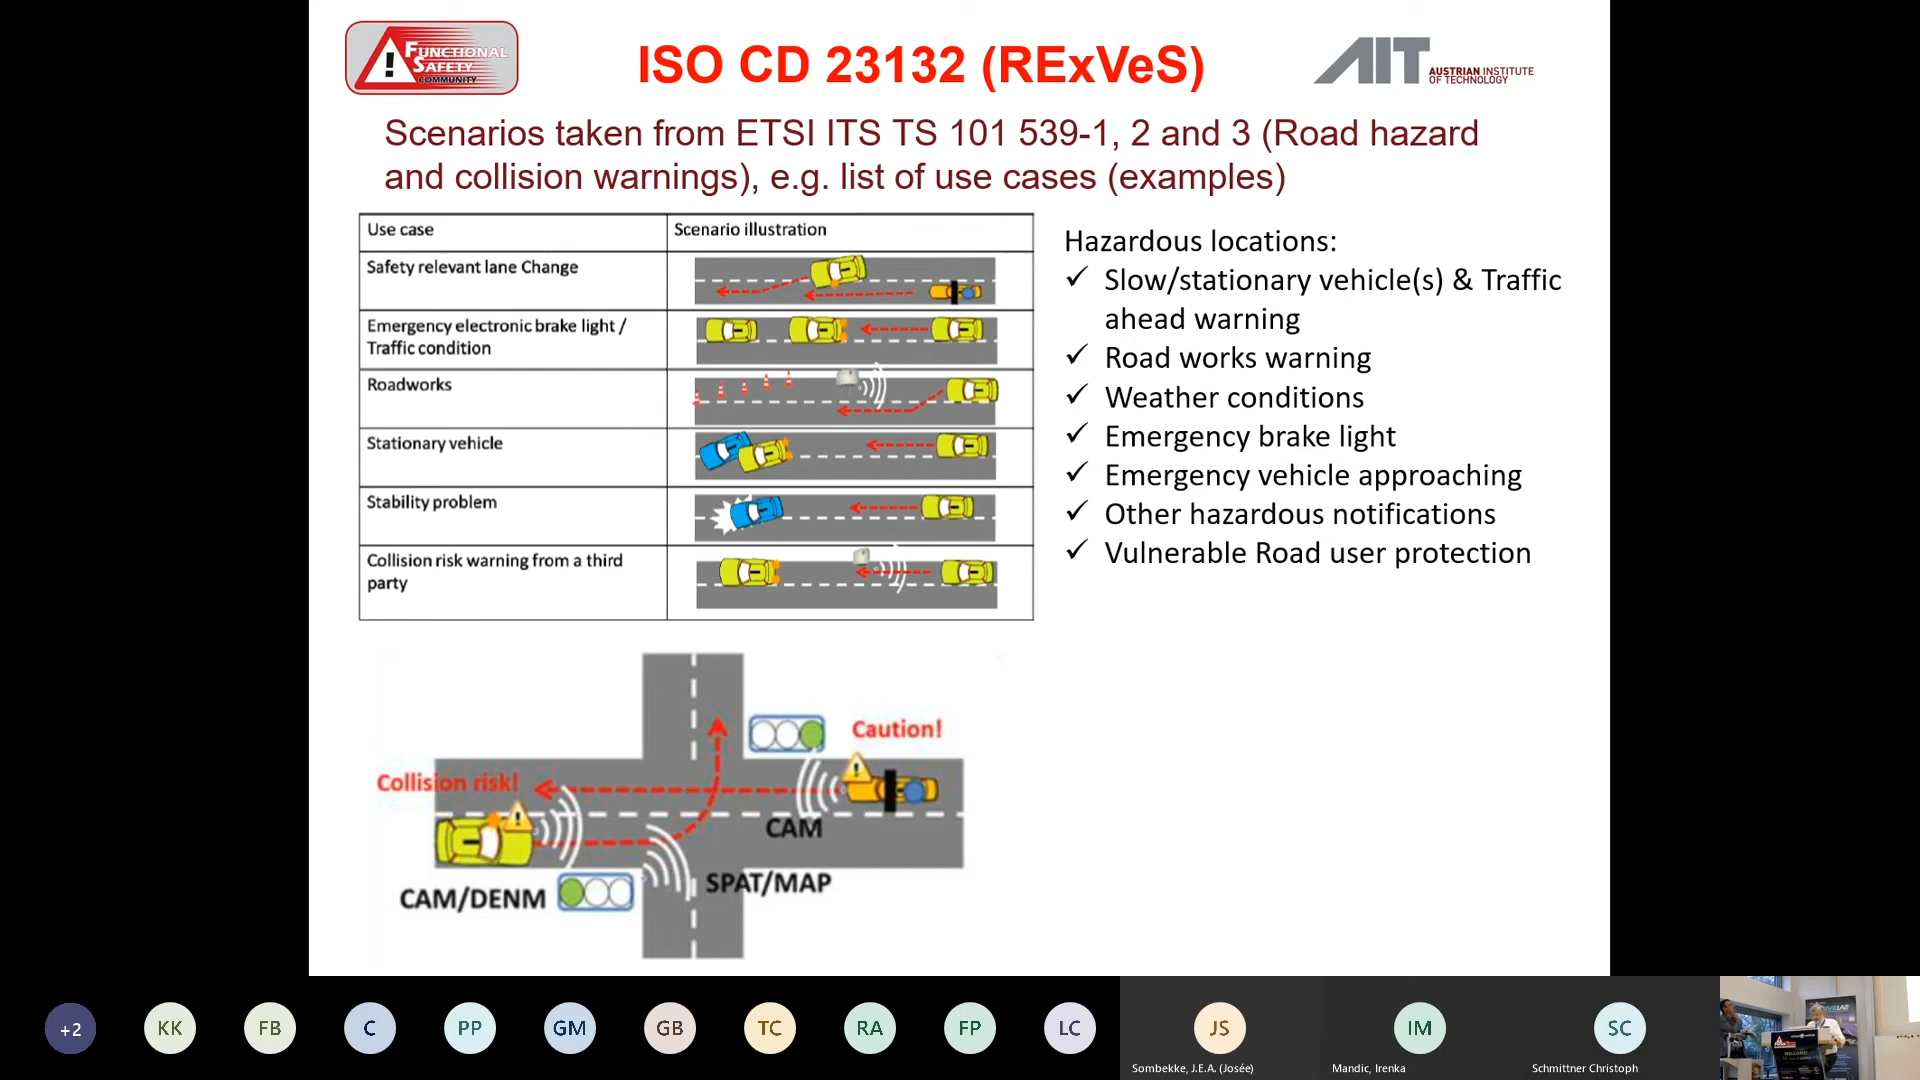 FUNCTIONAL
SAFETY
COMMUNITY
ISO CD 23132 (RExVeS)
AIT
AUSTRIAN INSTITUTE
OF TECHNOLOGY
Scenarios taken from ETSI ITS TS 101 539-1, 2 and 3 (Road hazard
and collision warnings), e.g. list of use cases (examples)
Use case
Scenario illustration
Safety relevant lane Change
Emergency electronic brake light /
Traffic condition
Roadworks
Stationary vehicle
Stability problem
Collision risk warning from a third
party
Hazardous locations:
✓ Slow/stationary vehicle(s) & Traffic
ahead warning
✓ Road works warning
✓ Weather conditions
✓ Emergency brake light
✓ Emergency vehicle approaching
✓ Other hazardous notifications
✓ Vulnerable Road user protection
Caution!
Collision risk!
CAM
SPAT/MAP
CAM/DENM
+2
KK
FB
C
PP
GM
GB
TC
RA
FP
LC
JS
Sombekke, J.E.A. (Josée)
IM
Mandic, Irenka
SC
Schmittner Christoph